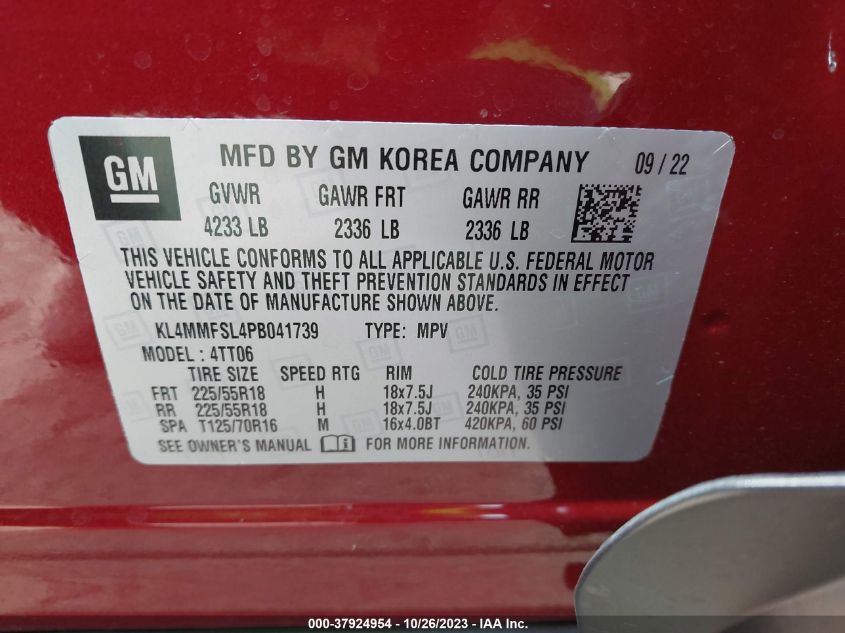 GM MFD BY GM KOREA COMPANY 09 / 22
GVWR GAWR FRT GAWR RR
4233 LB 2336 LB 2336 LB
THIS VEHICLE CONFORMS TO ALL APPLICABLE U.S. FEDERAL MOTOR
VEHICLE SAFETY AND THEFT PREVENTION STANDARDS IN EFFECT
ON THE DATE OF MANUFACTURE SHOWN ABOVE.
KL4MMFSL4PB041739 TYPE: MPV
MODEL : 4TT06
TIRE SIZE SPEED RTG RIM COLD TIRE PRESSURE
FRT 225/55R18 H 18x7.5J 240KPA, 35 PSI
RR 225/55R18 H 18x7.5J 240KPA, 35 PSI
SPA T125/70R16 M 16x4.0BT 420KPA, 60 PSI
SEE OWNER'S MANUAL FOR MORE INFORMATION.
000-37924954 - 10/26/2023 - IAA Inc.